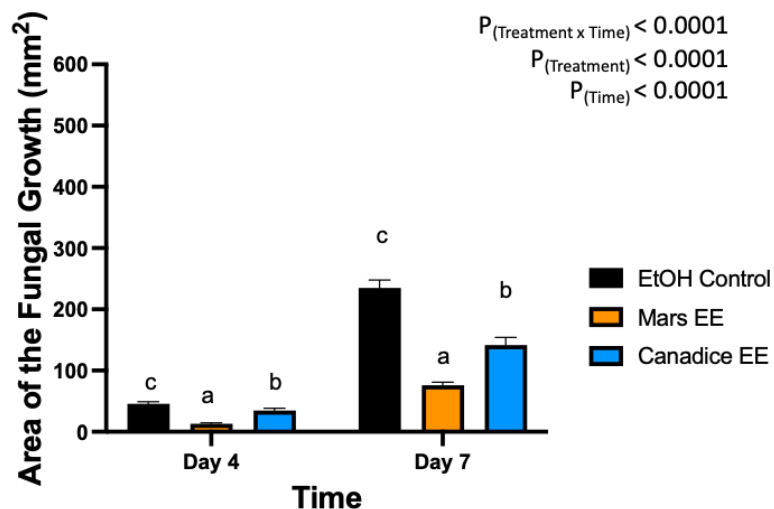 P(Treatment x Time) < 0.0001
P(Treatment) < 0.0001
P(Time) < 0.0001
Area of the Fungal Growth (mm²)
600
500
400
300
200
100
0
c
a
b
c
a
b
Day 4
Day 7
Time
EtOH Control
Mars EE
Canadice EE